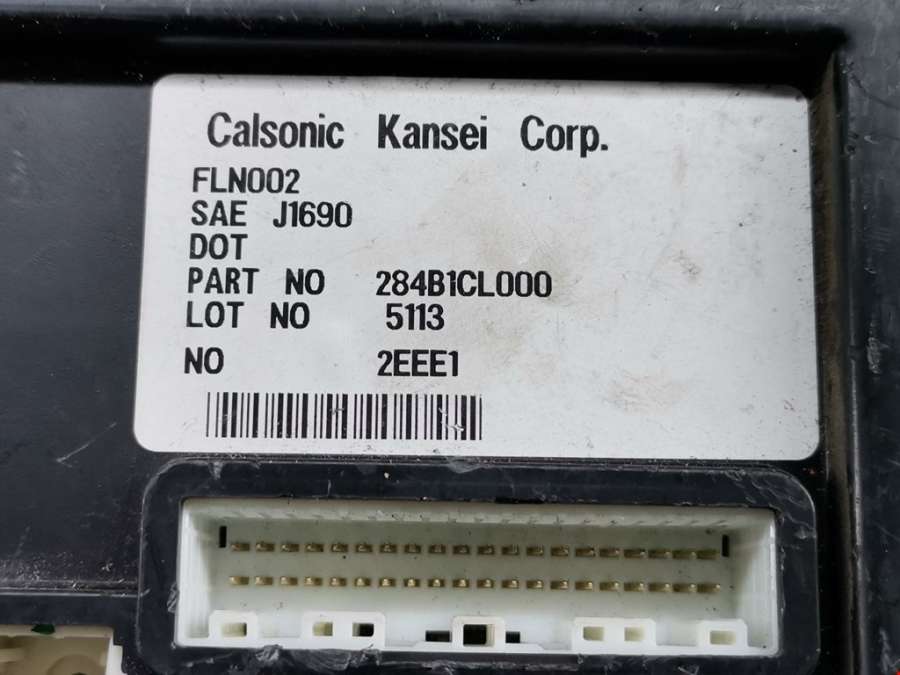 Calsonic Kansei Corp.
FLN002
SAE J1690
DOT
PART NO 284B1CL000
LOT NO 5113
NO 2EEE1